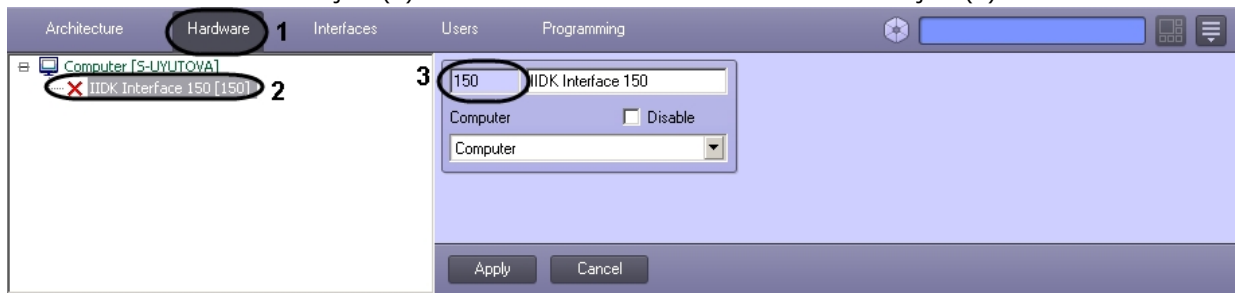 Architecture Hardware 1 Interfaces Users Programming
Computer [S-UYUTOVA]
IIDK Interface 150 [150] 2
3 150 IIDK Interface 150
Computer Disable
Computer
Apply Cancel